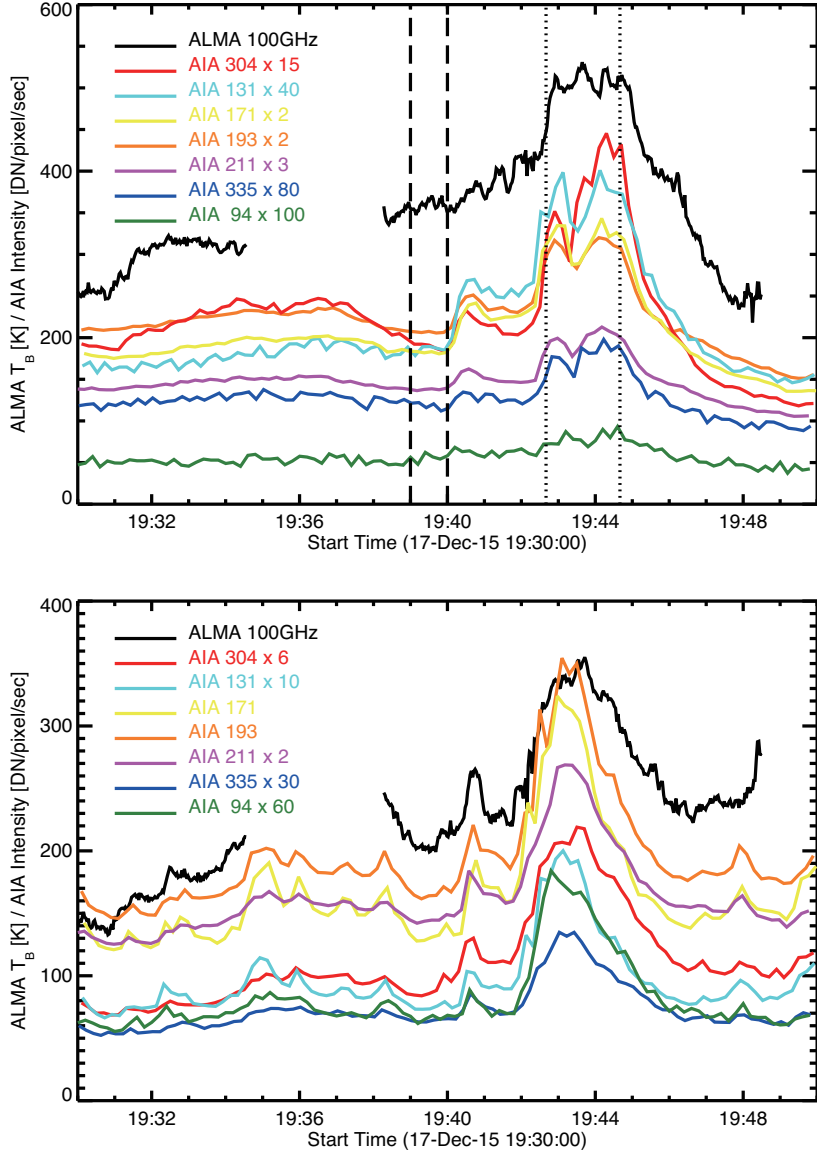 600
400
200
0
ALMA T_B [K] / AIA Intensity [DN/pixel/sec]
ALMA 100GHz
AIA 304 x 15
AIA 131 x 40
AIA 171 x 2
AIA 193 x 2
AIA 211 x 3
AIA 335 x 80
AIA 94 x 100
19:32 19:36 19:40 19:44 19:48
Start Time (17-Dec-15 19:30:00)
400
300
200
100
0
ALMA T_B [K] / AIA Intensity [DN/pixel/sec]
ALMA 100GHz
AIA 304 x 6
AIA 131 x 10
AIA 171
AIA 193
AIA 211 x 2
AIA 335 x 30
AIA 94 x 60
19:32 19:36 19:40 19:44 19:48
Start Time (17-Dec-15 19:30:00)